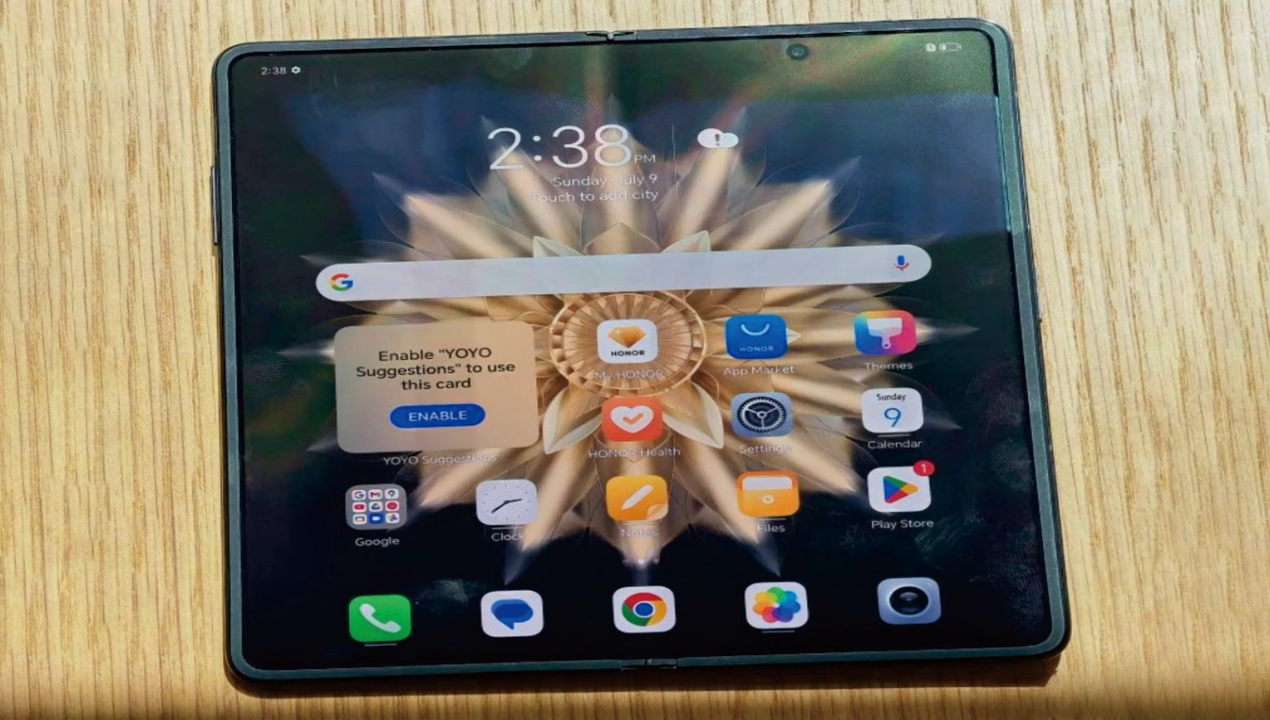 2:38
2:38 PM
Sunday, July 9
Touch to add city
Enable "YOYO
Suggestions" to use
this card
ENABLE
YOYO Suggestions
HONOR
My HONOR
HONOR
App Market
Themes
HONOR Health
Settings
Sunday
9
Calendar
Google
Clock
Notes
Files
1
Play Store